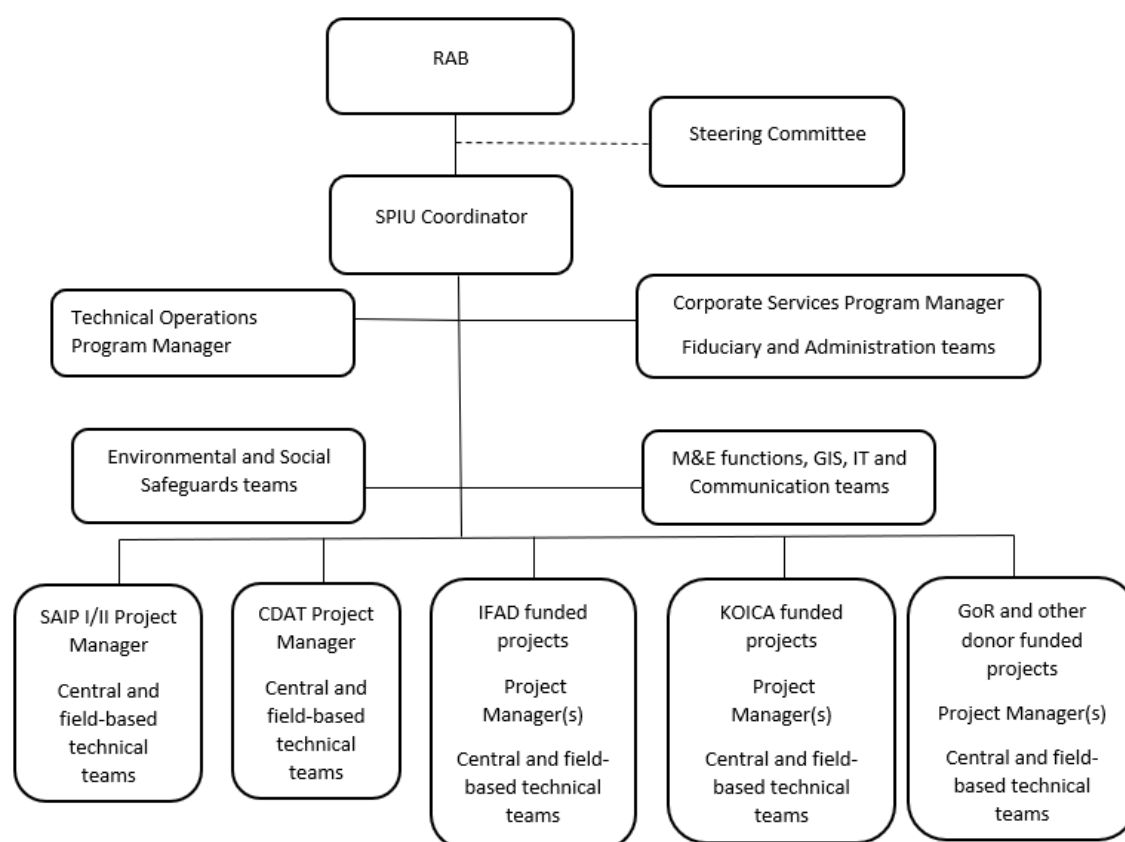 RAB
Steering Committee
SPIU Coordinator
Technical Operations
Program Manager
Corporate Services Program Manager
Fiduciary and Administration teams
Environmental and Social
Safeguards teams
M&E functions, GIS, IT and
Communication teams
SAIP I/II Project
Manager
Central and
field-based
technical
teams
CDAT Project
Manager
Central and
field-based
technical
teams
IFAD funded
projects
Project
Manager(s)
Central and field-
based technical
teams
KOICA funded
projects
Project
Manager(s)
Central and field-
based technical
teams
GoR and other
donor funded
projects
Project Manager(s)
Central and field-
based technical
teams